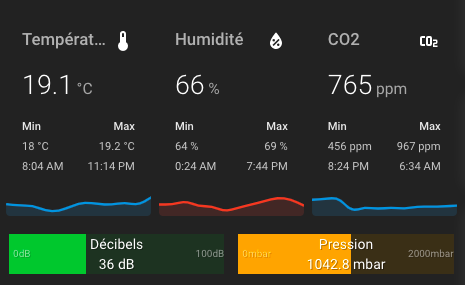 Températ...
19.1 °C
Min Max
18 °C 19.2 °C
8:04 AM 11:14 PM
Humidité
66 %
Min Max
64 % 69 %
0:24 AM 7:44 PM
CO2
CO2
765 ppm
Min Max
456 ppm 967 ppm
8:24 PM 6:34 AM
Décibels
0dB 100dB
36 dB
Pression
0mbar 2000mbar
1042.8 mbar